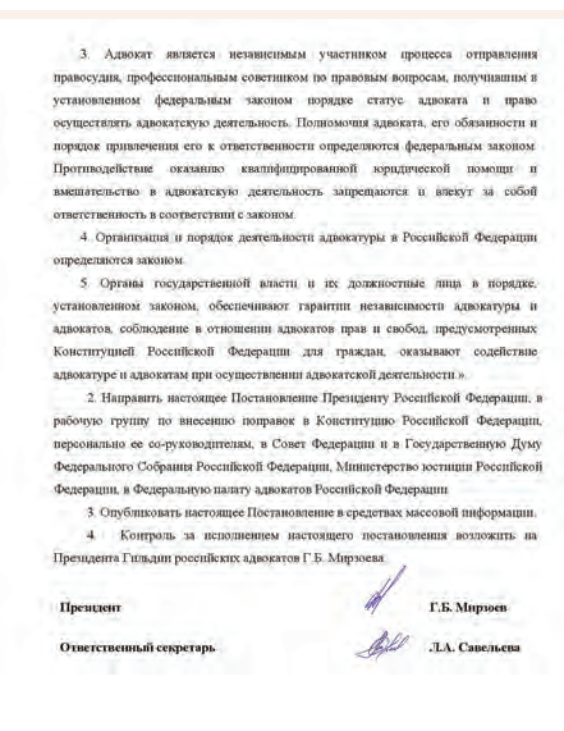 3. Адвокат является независимым участником процесса отправления
правосудия, профессиональным советником по правовым вопросам, получившим в
установленном федеральным законом порядке статус адвоката и право
осуществлять адвокатскую деятельность. Полномочия адвоката, его обязанности и
порядок привлечения его к ответственности определяются федеральным законом.
Противодействие оказанию квалифицированной юридической помощи и
вмешательство в адвокатскую деятельность запрещаются и влекут за собой
ответственность в соответствии с законом.
4. Организация и порядок деятельности адвокатуры в Российской Федерации
определяются законом.
5. Органы государственной власти и их должностные лица в порядке,
установленном законом, обеспечивают гарантии независимости адвокатуры и
адвокатов, соблюдение в отношении адвокатов прав и свобод, предусмотренных
Конституцией Российской Федерации для граждан, оказывают содействие
адвокатуре и адвокатам при осуществлении адвокатской деятельности.».
2. Направить настоящее Постановление Президенту Российской Федерации, в
рабочую группу по внесению поправок в Конституцию Российской Федерации,
персонально ее со-руководителям, в Совет Федерации и в Государственную Думу
Федерального Собрания Российской Федерации, Министерство юстиции Российской
Федерации, в Федеральную палату адвокатов Российской Федерации.
3. Опубликовать настоящее Постановление в средствах массовой информации.
4. Контроль за исполнением настоящего постановления возложить на
Президента Гильдии российских адвокатов Г.Б. Мирзоева.
Президент Г.Б. Мирзоев
Ответственный секретарь Л.А. Савельева